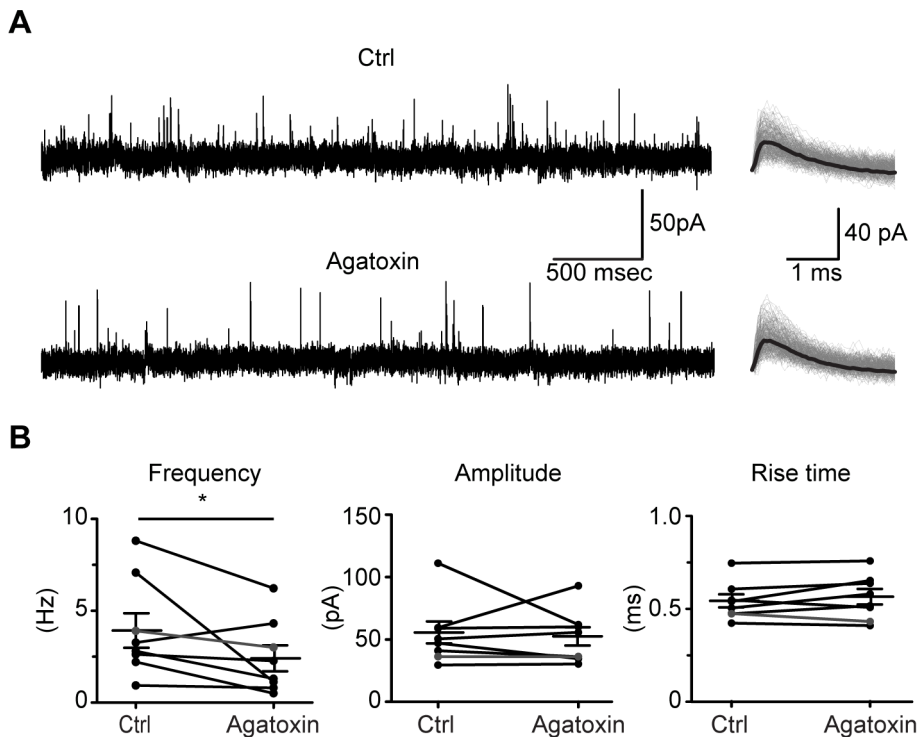 A
Ctrl
50pA
500 msec
40 pA
1 ms
Agatoxin
B
Frequency
*
10
5
0
(Hz)
Ctrl
Agatoxin
Amplitude
150
100
50
0
(pA)
Ctrl
Agatoxin
Rise time
1.0
0.5
0
(ms)
Ctrl
Agatoxin